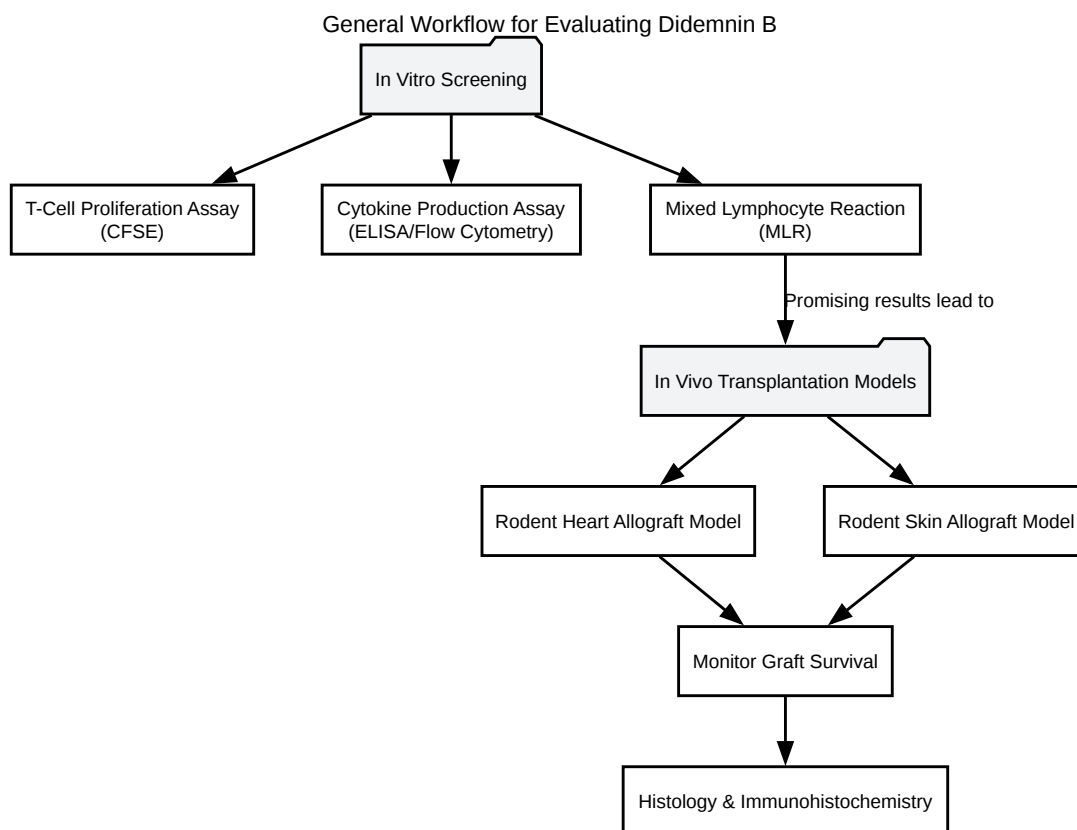 General Workflow for Evaluating Didemnin B
In Vitro Screening
T-Cell Proliferation Assay
(CFSE)
Cytokine Production Assay
(ELISA/Flow Cytometry)
Mixed Lymphocyte Reaction
(MLR)
Promising results lead to
In Vivo Transplantation Models
Rodent Heart Allograft Model
Rodent Skin Allograft Model
Monitor Graft Survival
Histology & Immunohistochemistry